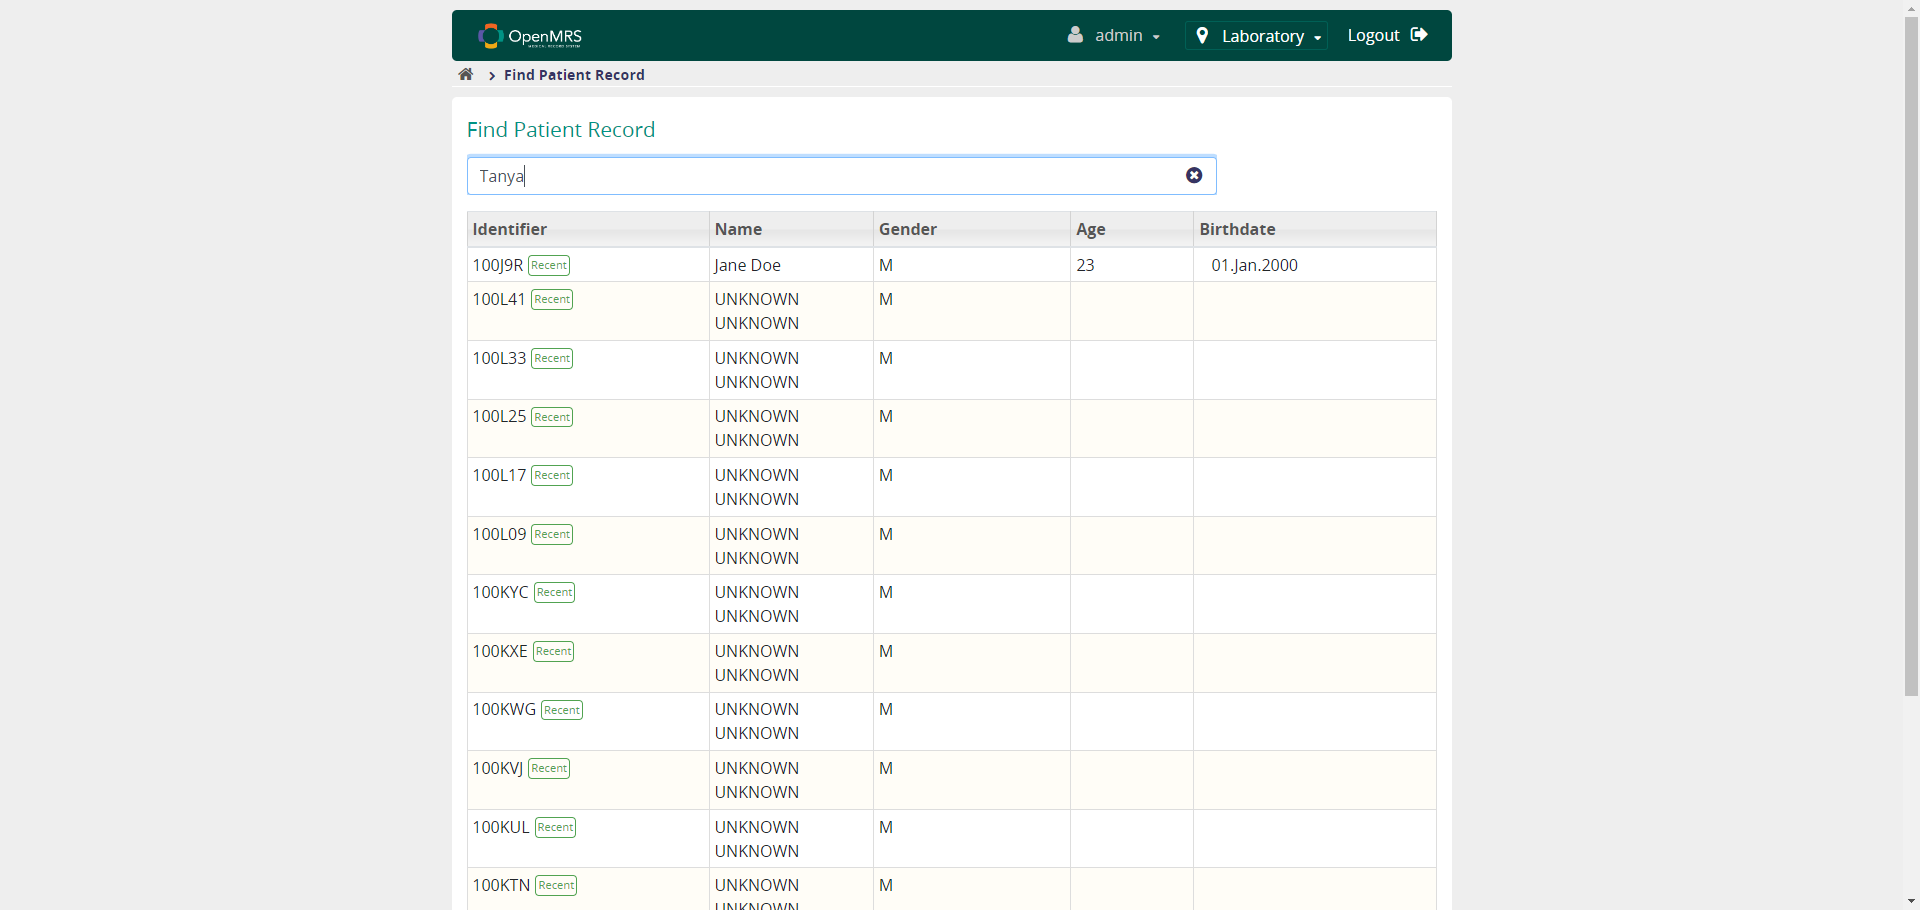 OpenMRS
admin
Laboratory
Logout
Find Patient Record
Find Patient Record
Tanya
Identifier Name Gender Age Birthdate
100J9R Recent Jane Doe M 23 01.Jan.2000
100L41 Recent UNKNOWN M
UNKNOWN
100L33 Recent UNKNOWN M
UNKNOWN
100L25 Recent UNKNOWN M
UNKNOWN
100L17 Recent UNKNOWN M
UNKNOWN
100L09 Recent UNKNOWN M
UNKNOWN
100KYC Recent UNKNOWN M
UNKNOWN
100KXE Recent UNKNOWN M
UNKNOWN
100KWG Recent UNKNOWN M
UNKNOWN
100KVJ Recent UNKNOWN M
UNKNOWN
100KUL Recent UNKNOWN M
UNKNOWN
100KTN Recent UNKNOWN M
UNKNOWN